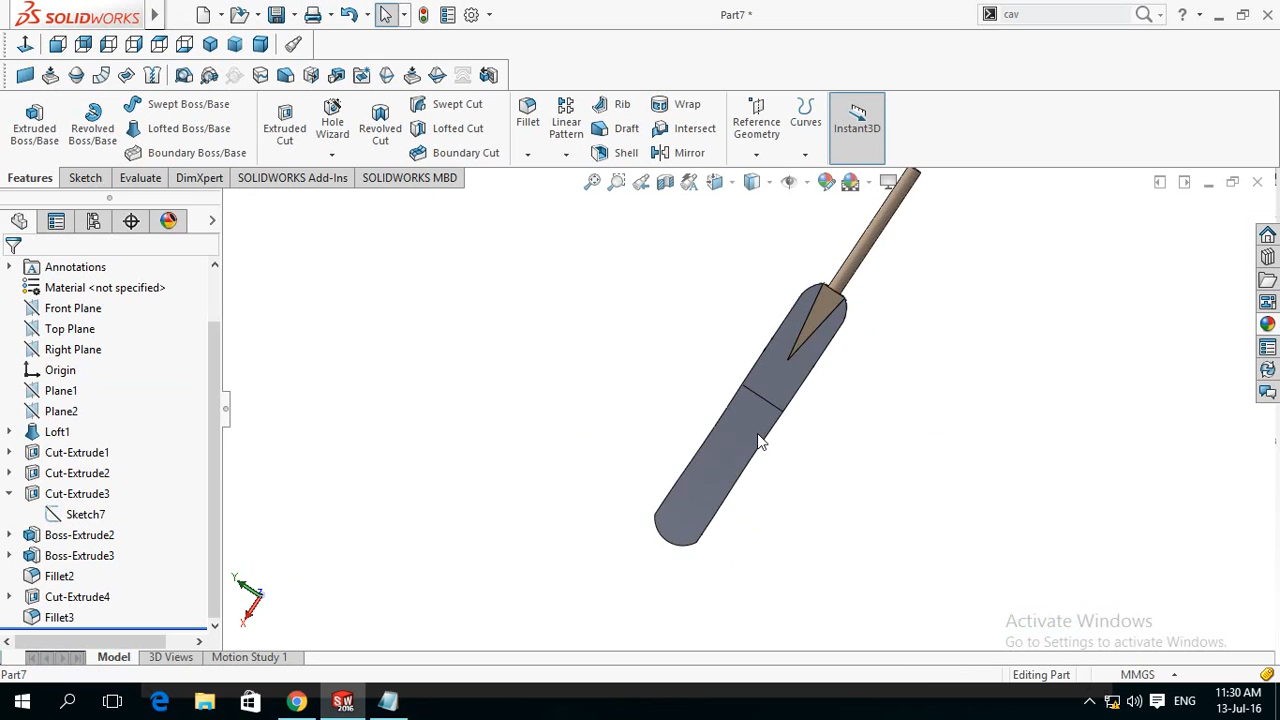 SOLIDWORKS
Part7 *
cav
Extruded Boss/Base
Revolved Boss/Base
Swept Boss/Base
Lofted Boss/Base
Boundary Boss/Base
Extruded Cut
Hole Wizard
Revolved Cut
Swept Cut
Lofted Cut
Boundary Cut
Fillet
Linear Pattern
Rib
Draft
Shell
Wrap
Intersect
Mirror
Reference Geometry
Curves
Instant3D
Features
Sketch
Evaluate
DimXpert
SOLIDWORKS Add-Ins
SOLIDWORKS MBD
Annotations
Material <not specified>
Front Plane
Top Plane
Right Plane
Origin
Plane1
Plane2
Loft1
Cut-Extrude1
Cut-Extrude2
Cut-Extrude3
Sketch7
Boss-Extrude2
Boss-Extrude3
Fillet2
Cut-Extrude4
Fillet3
Y
Z
X
Activate Windows
Go to Settings to activate Windows.
Model
3D Views
Motion Study 1
Part7
Editing Part
MMGS
SW
2016
ENG
11:30 AM
13-Jul-16